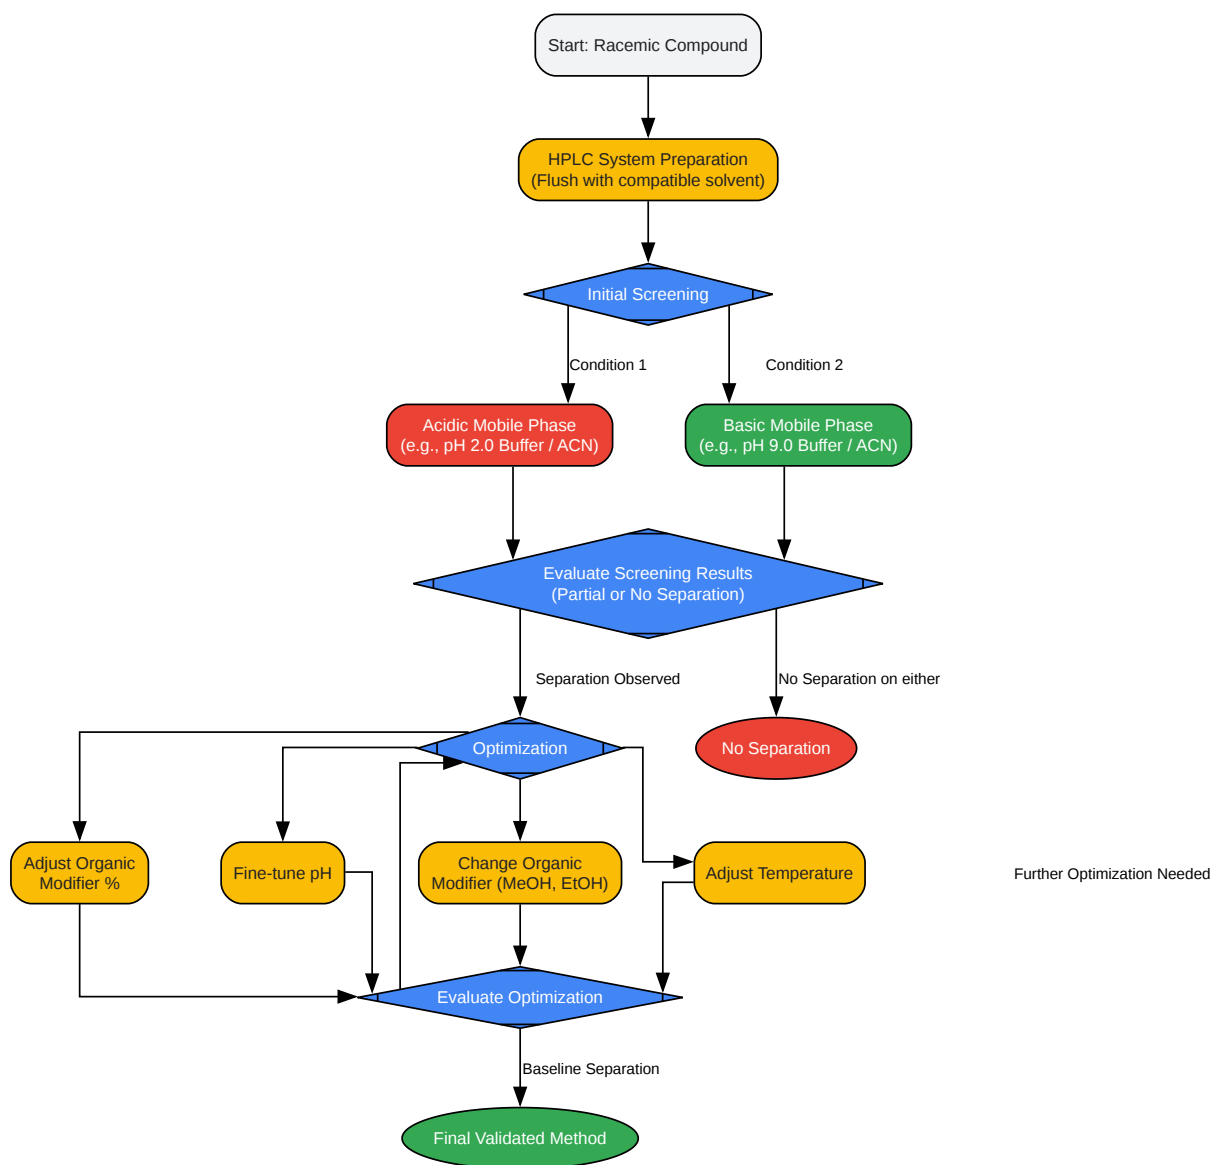 Start: Racemic Compound
HPLC System Preparation
(Flush with compatible solvent)
Initial Screening
Condition 1
Condition 2
Acidic Mobile Phase
(e.g., pH 2.0 Buffer / ACN)
Basic Mobile Phase
(e.g., pH 9.0 Buffer / ACN)
Evaluate Screening Results
(Partial or No Separation)
Separation Observed
No Separation on either
Optimization
No Separation
Adjust Organic
Modifier %
Fine-tune pH
Change Organic
Modifier (MeOH, EtOH)
Adjust Temperature
Further Optimization Needed
Evaluate Optimization
Baseline Separation
Final Validated Method